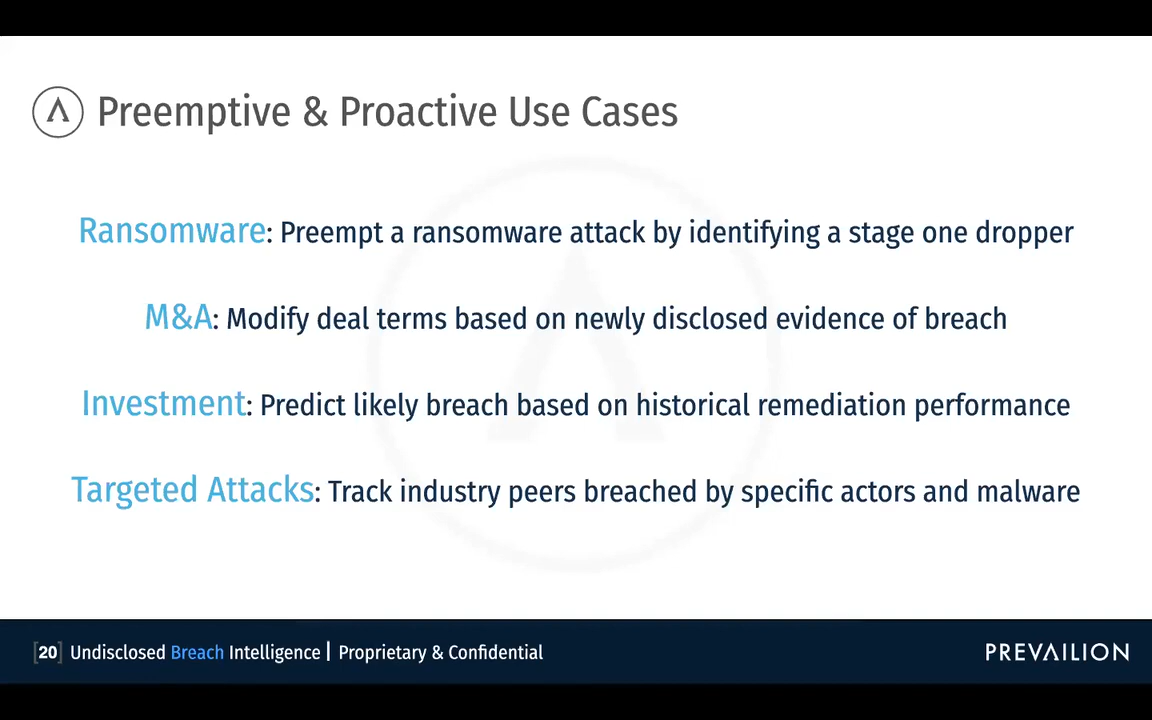 Preemptive & Proactive Use Cases
Ransomware: Preempt a ransomware attack by identifying a stage one dropper
M&A: Modify deal terms based on newly disclosed evidence of breach
Investment: Predict likely breach based on historical remediation performance
Targeted Attacks: Track industry peers breached by specific actors and malware
[20] Undisclosed Breach Intelligence | Proprietary & Confidential
PREVAILION